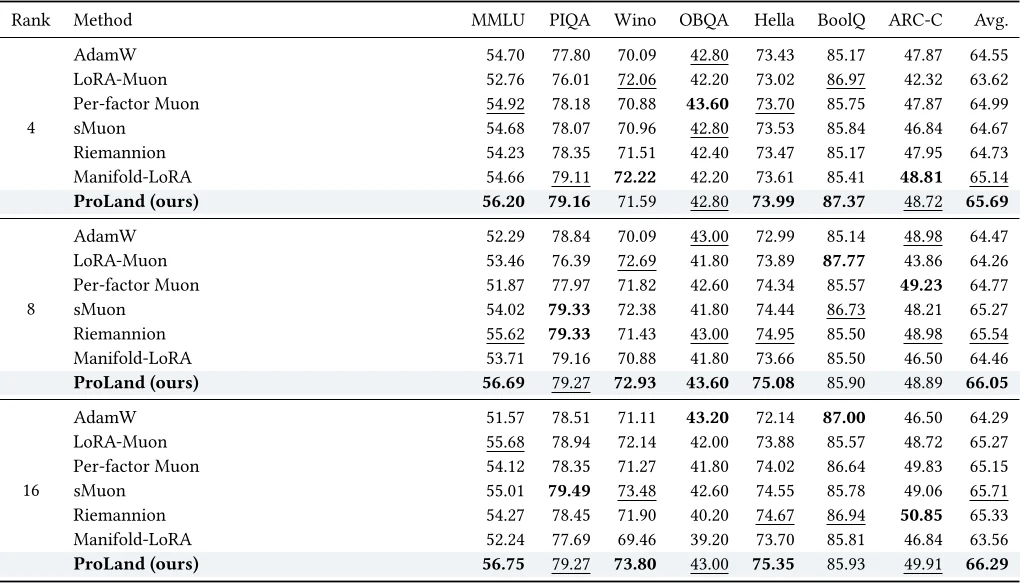 Rank Method MMLU PIQA Wino OBQA Hella BoolQ ARC-C Avg.
AdamW 54.70 77.80 70.09 42.80 73.43 85.17 47.87 64.55
LoRA-Muon 52.76 76.01 72.06 42.20 73.02 86.97 42.32 63.62
Per-factor Muon 54.92 78.18 70.88 43.60 73.70 85.75 47.87 64.99
4 sMuon 54.68 78.07 70.96 42.80 73.53 85.84 46.84 64.67
Riemannion 54.23 78.35 71.51 42.40 73.47 85.17 47.95 64.73
Manifold-LoRA 54.66 79.11 72.22 42.20 73.61 85.41 48.81 65.14
ProLand (ours) 56.20 79.16 71.59 42.80 73.99 87.37 48.72 65.69
AdamW 52.29 78.84 70.09 43.00 72.99 85.14 48.98 64.47
LoRA-Muon 53.46 76.39 72.69 41.80 73.89 87.77 43.86 64.26
Per-factor Muon 51.87 77.97 71.82 42.60 74.34 85.57 49.23 64.77
8 sMuon 54.02 79.33 72.38 41.80 74.44 86.73 48.21 65.27
Riemannion 55.62 79.33 71.43 43.00 74.95 85.50 48.98 65.54
Manifold-LoRA 53.71 79.16 70.88 41.80 73.66 85.50 46.50 64.46
ProLand (ours) 56.69 79.27 72.93 43.60 75.08 85.90 48.89 66.05
AdamW 51.57 78.51 71.11 43.20 72.14 87.00 46.50 64.29
LoRA-Muon 55.68 78.94 72.14 42.00 73.88 85.57 48.72 65.27
Per-factor Muon 54.12 78.35 71.27 41.80 74.02 86.64 49.83 65.15
16 sMuon 55.01 79.49 73.48 42.60 74.55 85.78 49.06 65.71
Riemannion 54.27 78.45 71.90 40.20 74.67 86.94 50.85 65.33
Manifold-LoRA 52.24 77.69 69.46 39.20 73.70 85.81 46.84 63.56
ProLand (ours) 56.75 79.27 73.80 43.00 75.35 85.93 49.91 66.29